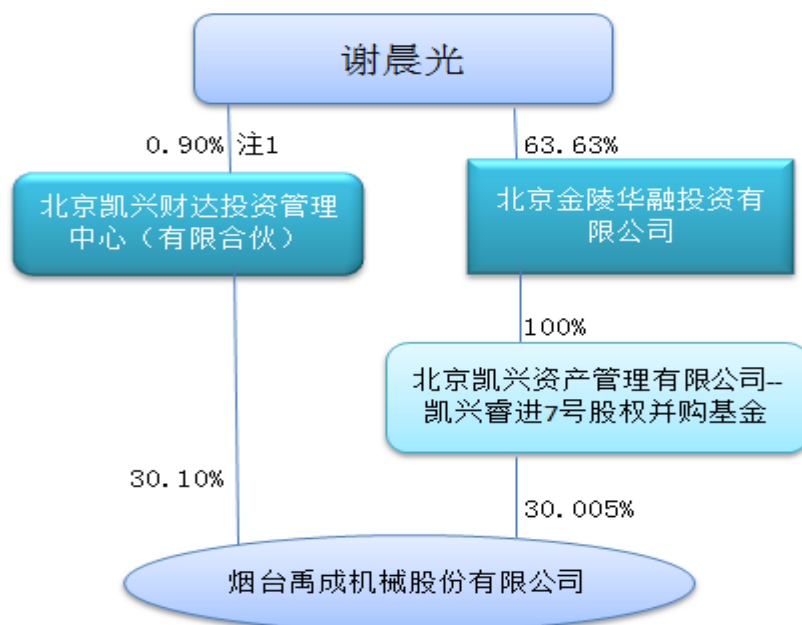 谢晨光
0.90% 注1
63.63%
北京凯兴财达投资管理
中心（有限合伙）
北京金陵华融投资有
限公司
100%
北京凯兴资产管理有限公司--
凯兴睿进7号股权并购基金
30.10%
30.005%
烟台禹成机械股份有限公司